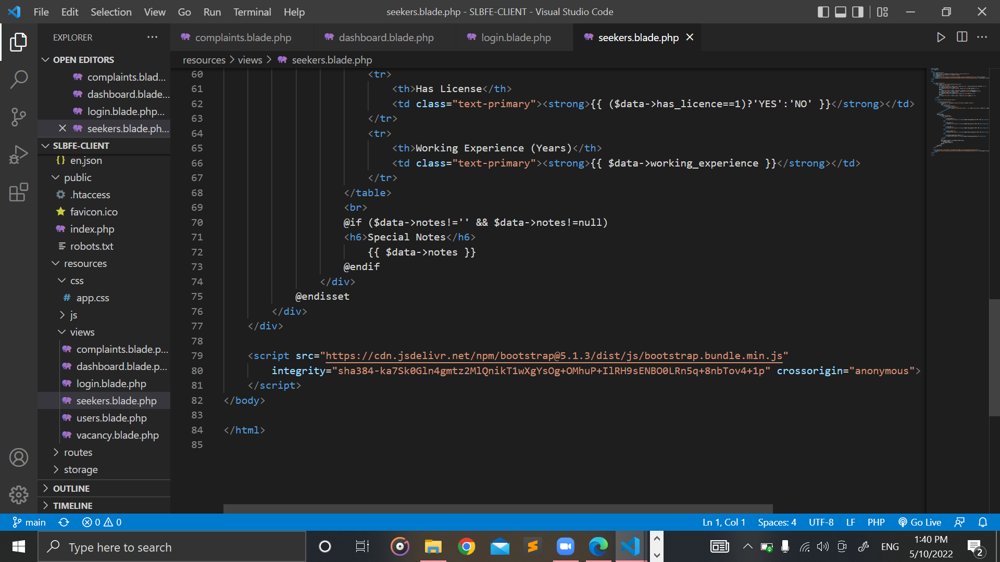 File Edit Selection View Go Run Terminal Help
seekers.blade.php - SLBFE-CLIENT - Visual Studio Code
EXPLORER
complaints.blade.php
dashboard.blade.php
login.blade.php
seekers.blade.php
resources > views > seekers.blade.php
OPEN EDITORS
complaints.blad...
dashboard.blade...
login.blade.php...
seekers.blade.ph...
SLBFE-CLIENT
en.json
public
.htaccess
favicon.ico
index.php
robots.txt
resources
css
# app.css
js
views
complaints.blade.p...
dashboard.blade.p...
login.blade.php
seekers.blade.php
users.blade.php
vacancy.blade.php
routes
storage
OUTLINE
TIMELINE
60 <tr>
61 <th>Has License</th>
62 <td class="text-primary"><strong>{{ ($data->has_licence==1)?'YES':'NO' }}</strong></td>
63 </tr>
64 <tr>
65 <th>Working Experience (Years)</th>
66 <td class="text-primary"><strong>{{ $data->working_experience }}</strong></td>
67 </tr>
68 </table>
69 <br>
70 @if ($data->notes!='' && $data->notes!=null)
71 <h6>Special Notes</h6>
72 {{ $data->notes }}
73 @endif
74 </div>
75 @endisset
76 </div>
77 </div>
78
79 <script src="https://cdn.jsdelivr.net/npm/bootstrap@5.1.3/dist/js/bootstrap.bundle.min.js"
80 integrity="sha384-ka7Sk0Gln4gmtz2MlQnikT1wXgYsOg+OMhuP+IlRH9sENBO0LRn5q+8nbTov4+1p" crossorigin="anonymous">
81 </script>
82 </body>
83
84 </html>
85
main 0 0
Ln 1, Col 1 Spaces: 4 UTF-8 LF PHP Go Live
Type here to search
ENG
1:40 PM
5/10/2022
2